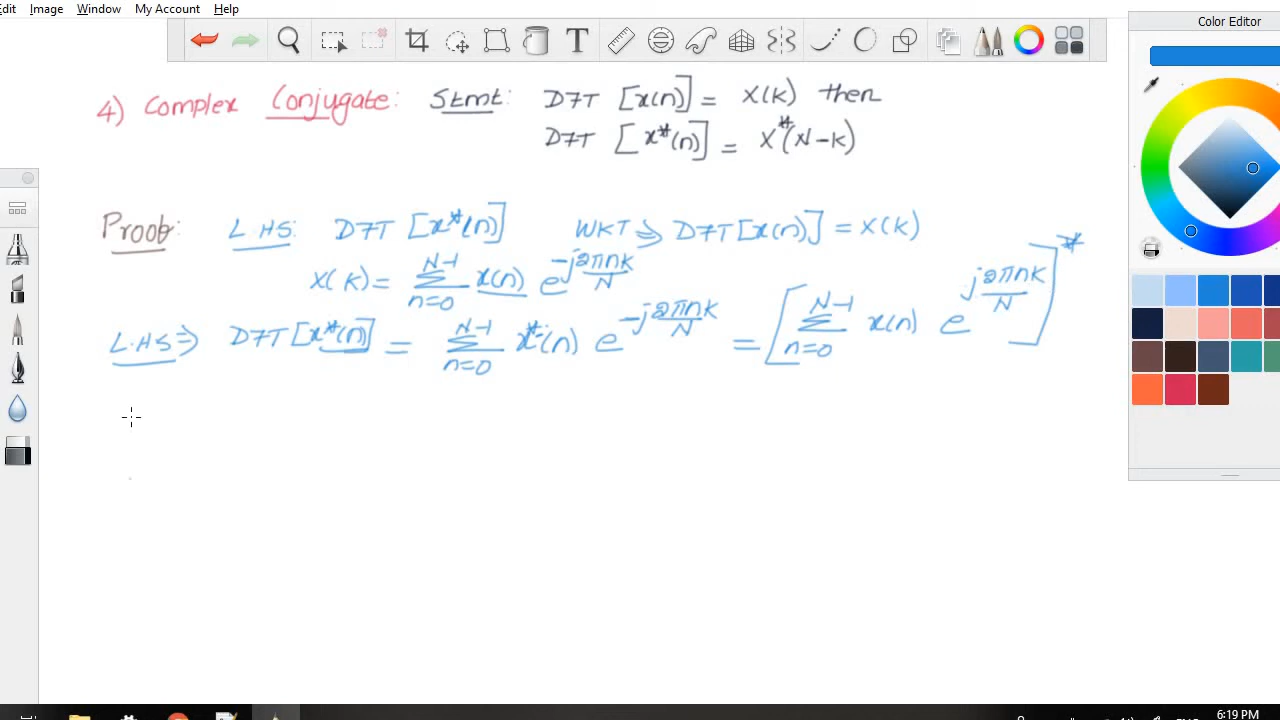 Edit Image Window My Account Help
Color Editor
4) Complex Conjugate: Stmt: DFT [x(n)] = X(K) then
DFT [x*(n)] = X*(N-K)
Proof: LHS: DFT [x*(n)] WKT ⇒ DFT[x(n)] = X(K)
X(K) = Σ_{n=0}^{N-1} x(n) e^{-j2πnk/N}
L.HS ⇒ DFT [x*(n)] = Σ_{n=0}^{N-1} x*(n) e^{-j2πnk/N} = [Σ_{n=0}^{N-1} x(n) e^{j2πnk/N}]*
6:19 PM